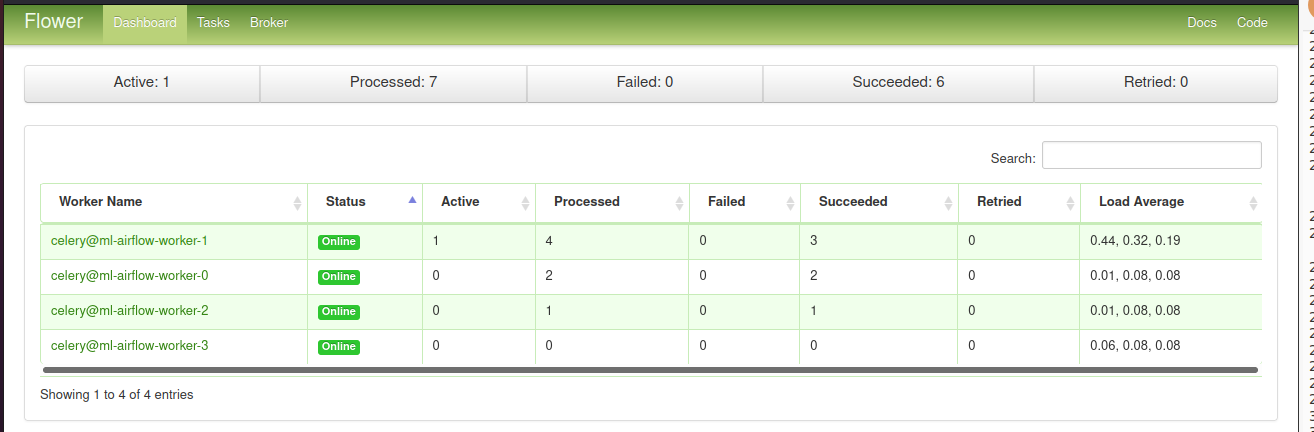 Flower Dashboard Tasks Broker Docs Code
Active: 1 Processed: 7 Failed: 0 Succeeded: 6 Retried: 0
Search:
Worker Name Status Active Processed Failed Succeeded Retried Load Average
celery@ml-airflow-worker-1 Online 1 4 0 3 0 0.44, 0.32, 0.19
celery@ml-airflow-worker-0 Online 0 2 0 2 0 0.01, 0.08, 0.08
celery@ml-airflow-worker-2 Online 0 1 0 1 0 0.01, 0.08, 0.08
celery@ml-airflow-worker-3 Online 0 0 0 0 0 0.06, 0.08, 0.08
Showing 1 to 4 of 4 entries